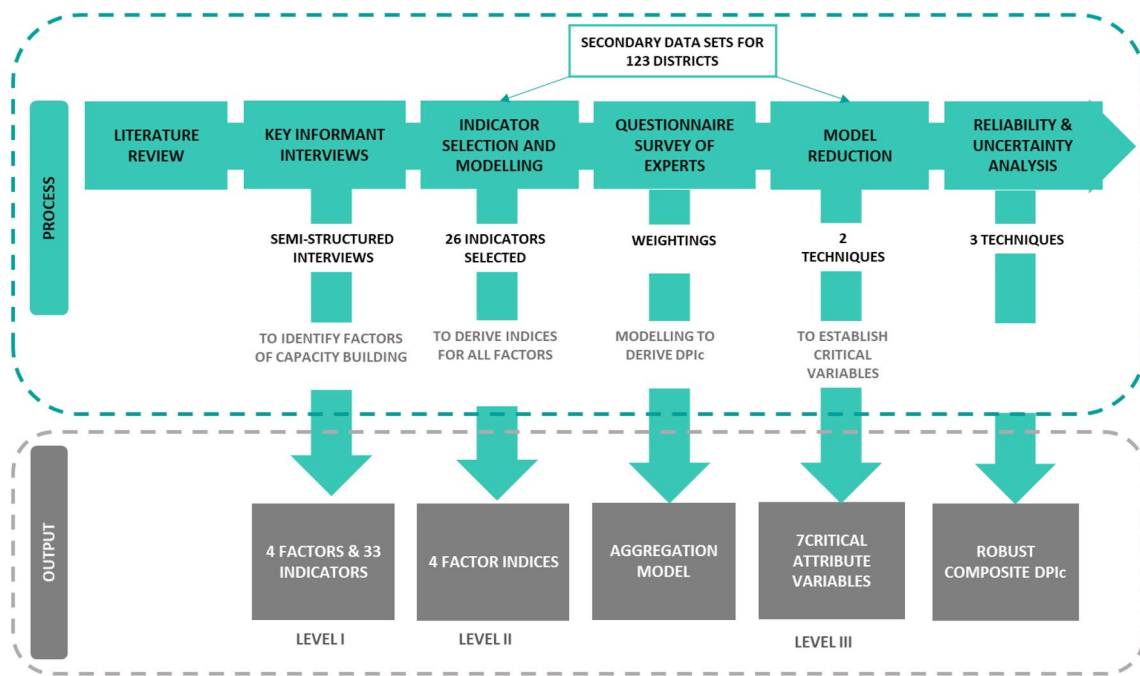 SECONDARY DATA SETS FOR
123 DISTRICTS
PROCESS
LITERATURE
REVIEW
KEY INFORMANT
INTERVIEWS
INDICATOR
SELECTION AND
MODELLING
QUESTIONNAIRE
SURVEY OF
EXPERTS
MODEL
REDUCTION
RELIABILITY &
UNCERTAINTY
ANALYSIS
SEMI-STRUCTURED
INTERVIEWS
26 INDICATORS
SELECTED
WEIGHTINGS
2
TECHNIQUES
3 TECHNIQUES
TO IDENTIFY FACTORS
OF CAPACITY BUILDING
TO DERIVE INDICES
FOR ALL FACTORS
MODELLING TO
DERIVE DPIc
TO ESTABLISH
CRITICAL
VARIABLES
OUTPUT
4 FACTORS & 33
INDICATORS
4 FACTOR INDICES
AGGREGATION
MODEL
7CRITICAL
ATTRIBUTE
VARIABLES
ROBUST
COMPOSITE DPIc
LEVEL I
LEVEL II
LEVEL III